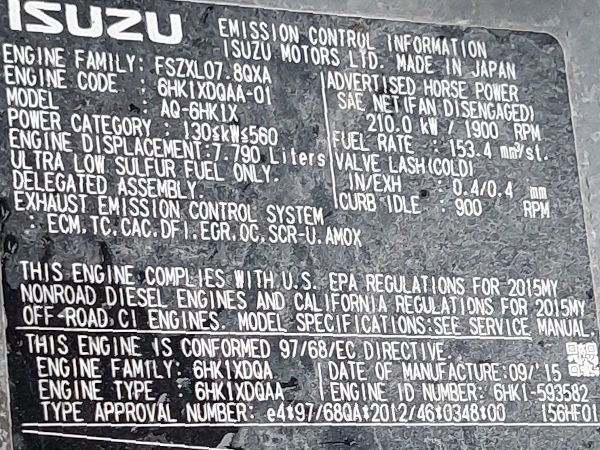 ISUZU
EMISSION CONTROL INFORMATION
ISUZU MOTORS LTD. MADE IN JAPAN
ENGINE FAMILY: FSZXL07.8QXA
ENGINE CODE : 6HK1XDQAA-01
MODEL : AQ-6HK1X
POWER CATEGORY : 130≤kW≤560
ENGINE DISPLACEMENT:7.790 Liters
ULTRA LOW SULFUR FUEL ONLY.
DELEGATED ASSEMBLY.
EXHAUST EMISSION CONTROL SYSTEM
: ECM.TC.CAC.DFI.EGR.OC.SCR-U.AMOX
ADVERTISED HORSE POWER
SAE NET(FAN:DISENGAGED)
210.0 kW / 1900 RPM
FUEL RATE : 153.4 mm³/st.
VALVE LASH(COLD)
IN/EXH : 0.4/0.4 mm
CURB IDLE : 900 RPM
THIS ENGINE COMPLIES WITH U.S. EPA REGULATIONS FOR 2015MY
NONROAD DIESEL ENGINES AND CALIFORNIA REGULATIONS FOR 2015MY
OFF-ROAD CI ENGINES. MODEL SPECIFICATIONS:SEE SERVICE MANUAL.
THIS ENGINE IS CONFORMED 97/68/EC DIRECTIVE.
ENGINE FAMILY: 6HK1XDQA
DATE OF MANUFACTURE:09/'15
ENGINE TYPE : 6HK1XDQAA
ENGINE ID NUMBER: 6HK1-593582
TYPE APPROVAL NUMBER: e4*97/68QA*2012/46*0348*00
156HF01